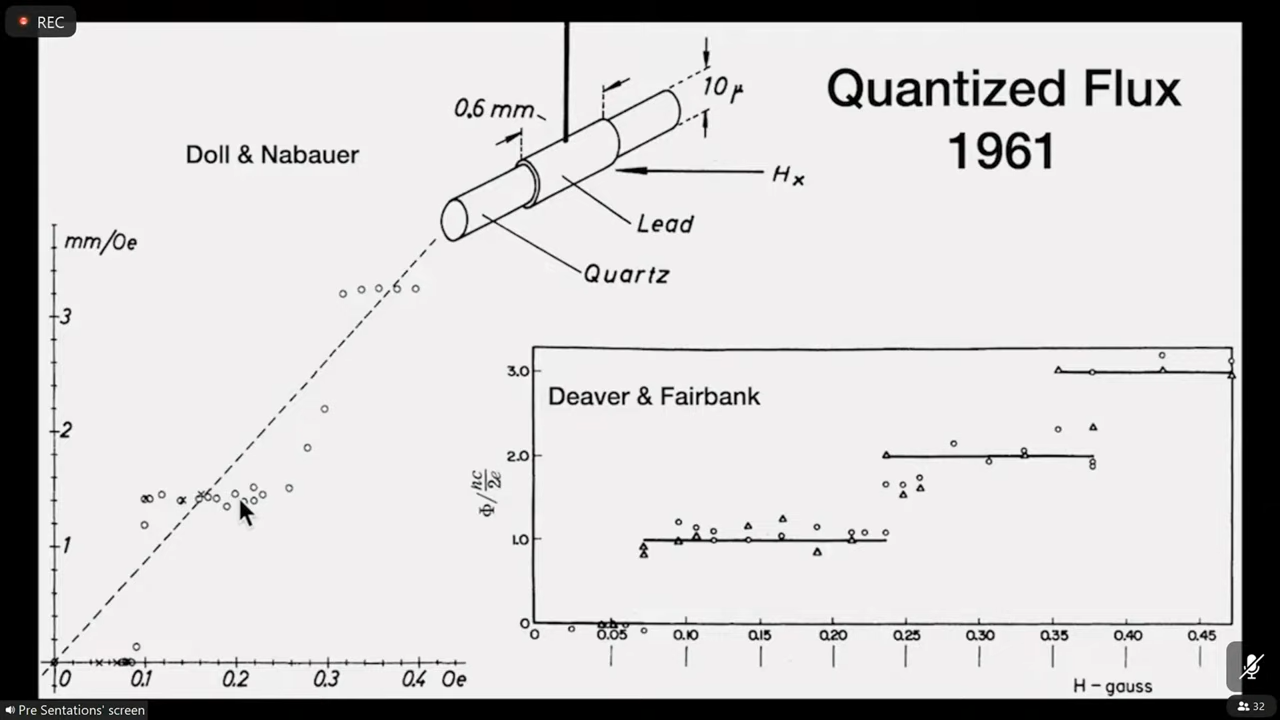 REC
Quantized Flux
1961
Doll & Nabauer
0.6 mm
10 μ
Hx
Lead
Quartz
mm/Oe
3
2
1
0 0.1 0.2 0.3 0.4 Oe
Deaver & Fairbank
3.0
2.0
1.0
0
Φ/hc/2e
0 0.05 0.10 0.15 0.20 0.25 0.30 0.35 0.40 0.45
H - gauss
Pre Sentations' screen
32